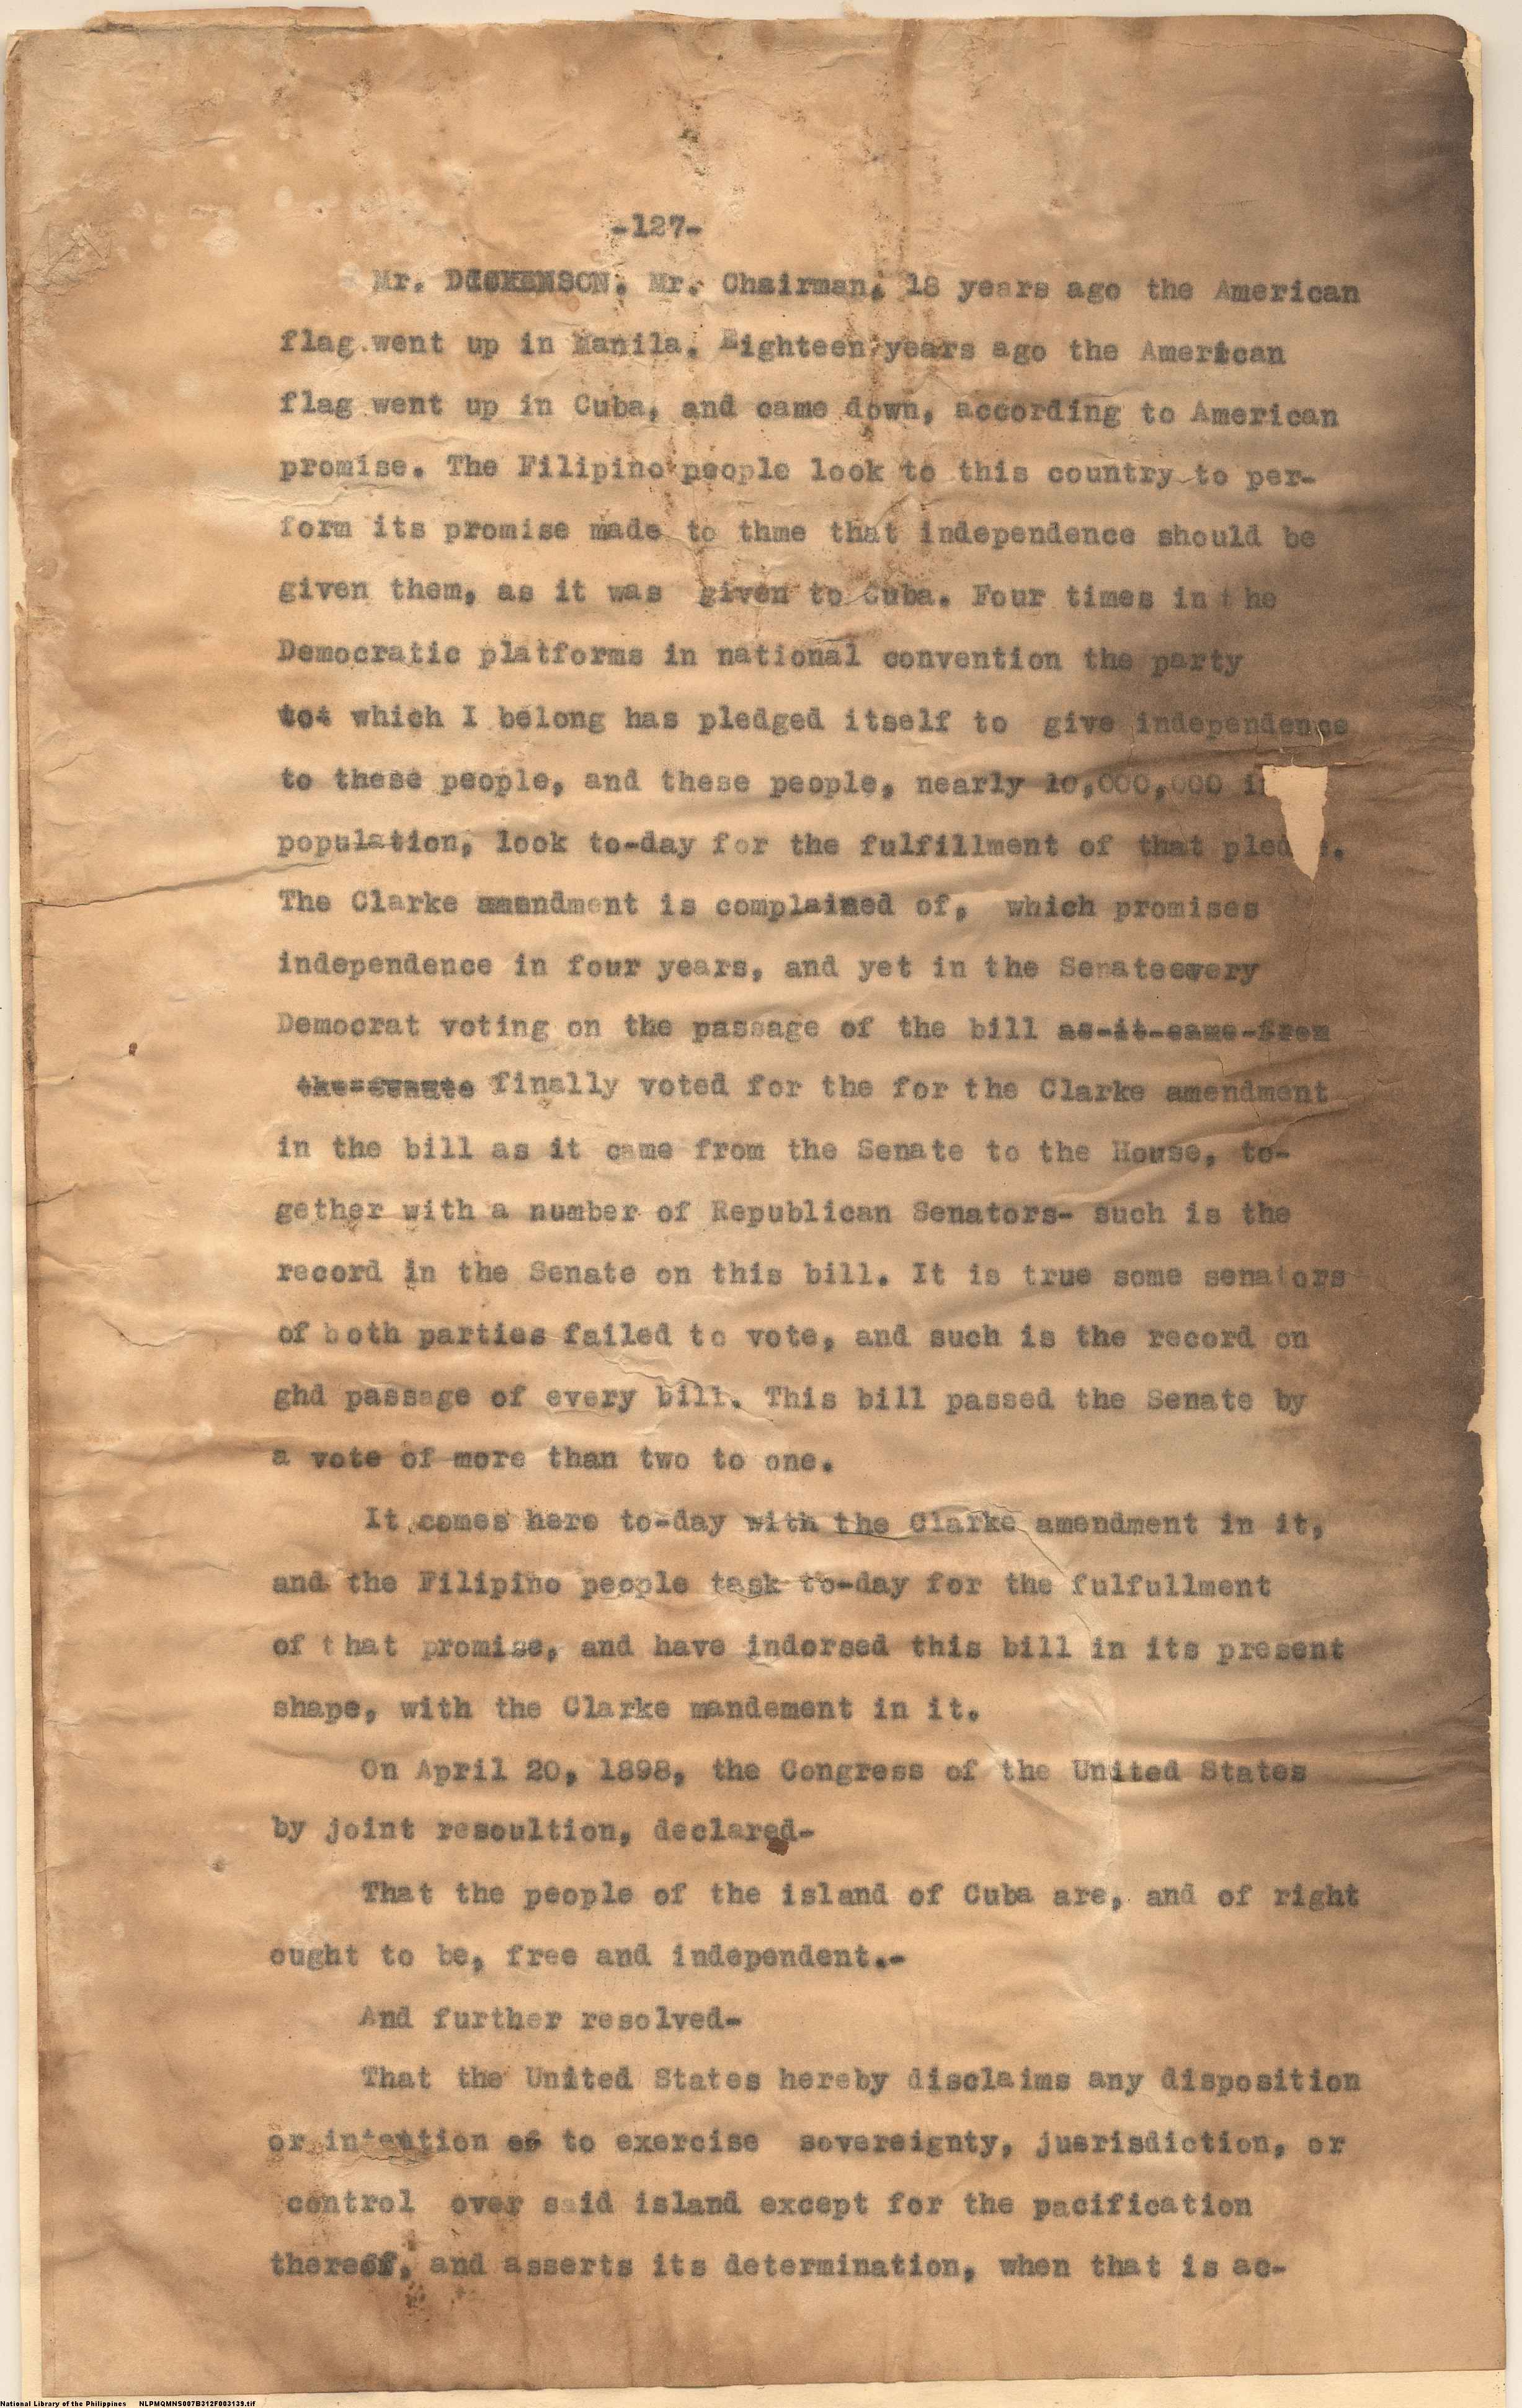 -127-
Mr. DICKENSON. Mr. Chairman, 18 years ago the American
flag went up in Manila. Eighteen years ago the American
flag went up in Cuba, and came down, according to American
promise. The Filipino people look to this country to per-
form its promise made to thme that independence should be
given them, as it was given to Cuba. Four times in the
Democratic platforms in national convention the party
to which I belong has pledged itself to give independence
to these people, and these people, nearly 10,000,000 i
population, look to-day for the fulfillment of that pled .
The Clarke amendment is complained of, which promises
independence in four years, and yet in the Senateevery
Democrat voting on the passage of the bill as-it-came-from
the-senate finally voted for the for the Clarke amendment
in the bill as it came from the Senate to the House, to-
gether with a number of Republican Senators- such is the
record in the Senate on this bill. It is true some senators
of both parties failed to vote, and such is the record on
ghd passage of every bill. This bill passed the Senate by
a vote of more than two to one.
It comes here to-day with the Clarke amendment in it,
and the Filipino people task to-day for the fulfullment
of that promise, and have indorsed this bill in its present
shape, with the Clarke mandement in it.
On April 20, 1898, the Congress of the United States
by joint resoultion, declared-
That the people of the island of Cuba are, and of right
ought to be, free and independent.-
And further resolved-
That the United States hereby disclaims any disposition
or intention of to exercise sovereignty, jusrisdiction, or
control over said island except for the pacification
thereof, and asserts its determination, when that is ac-
National Library of the Philippines NLPMQMNS007B312F003139.tif